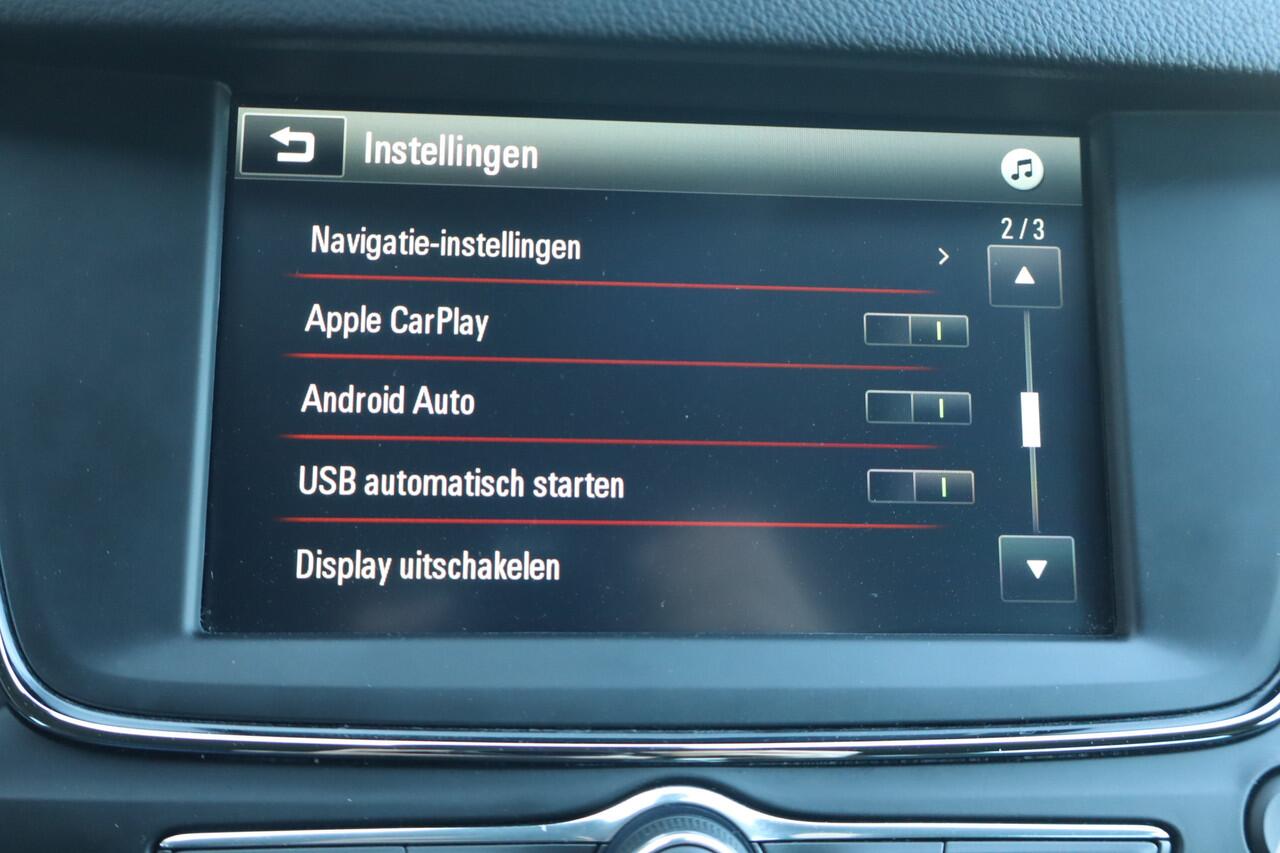 Instellingen
2/3
Navigatie-instellingen
Apple CarPlay
Android Auto
USB automatisch starten
Display uitschakelen